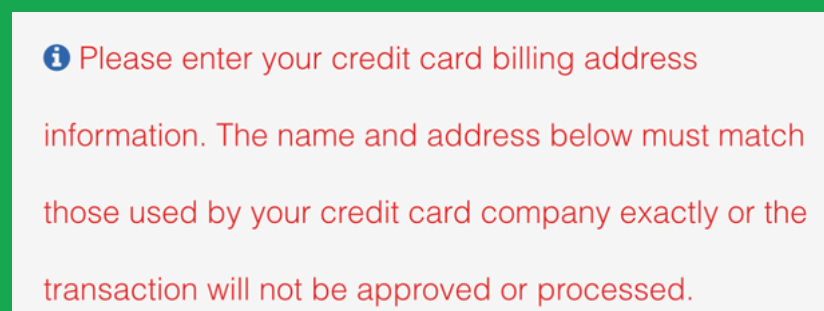 Please enter your credit card billing address
information. The name and address below must match
those used by your credit card company exactly or the
transaction will not be approved or processed.